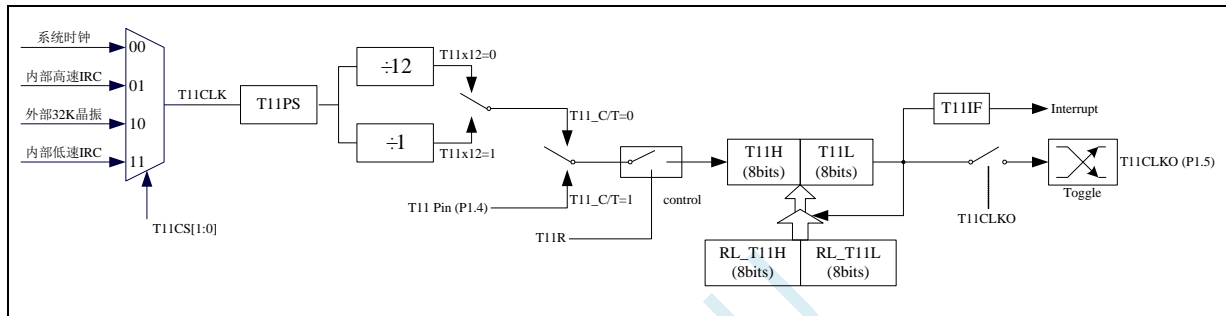 系统时钟
00
内部高速IRC
01
外部32K晶振
10
内部低速IRC
11
T11CS[1:0]
T11CLK
T11PS
÷12
÷1
T11x12=0
T11x12=1
T11_C/T=0
T11_C/T=1
T11 Pin (P1.4)
T11R
control
T11H
(8bits)
T11L
(8bits)
RL_T11H
(8bits)
RL_T11L
(8bits)
T11IF
Interrupt
T11CLKO
T11CLKO (P1.5)
Toggle